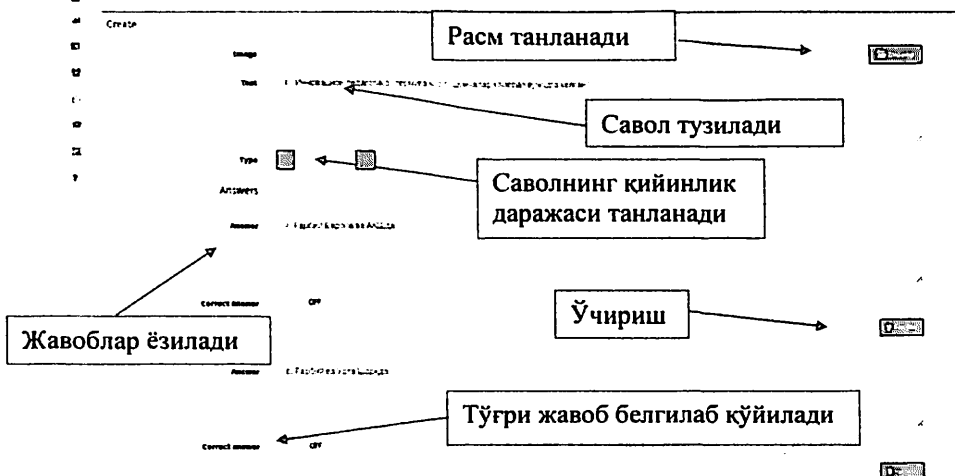 Create
Расм танланади
Image
Text
Савол тузилади
Type
Саволнинг қийинлик
даражаси танланади
Answers
Answer
Correct answer
OFF
Ўчириш
Жавоблар ёзилади
Answer
Тўғри жавоб белгилаб қўйилади
Correct answer
OFF